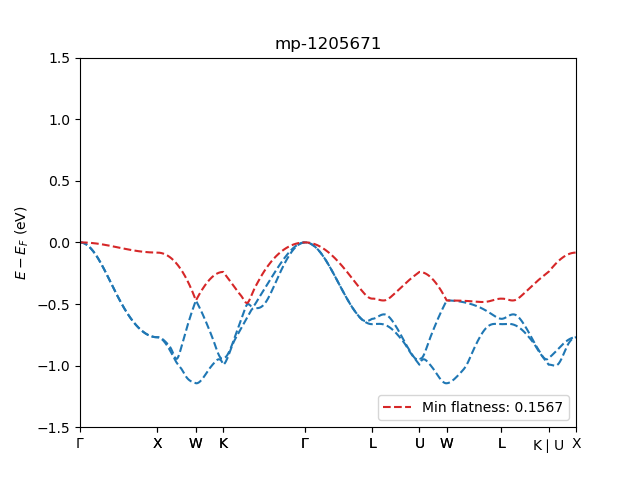 mp-1205671
E − E_F (eV)
1.5
1.0
0.5
0.0
−0.5
−1.0
−1.5
Min flatness: 0.1567
Γ X W K Γ L U W L K | U X